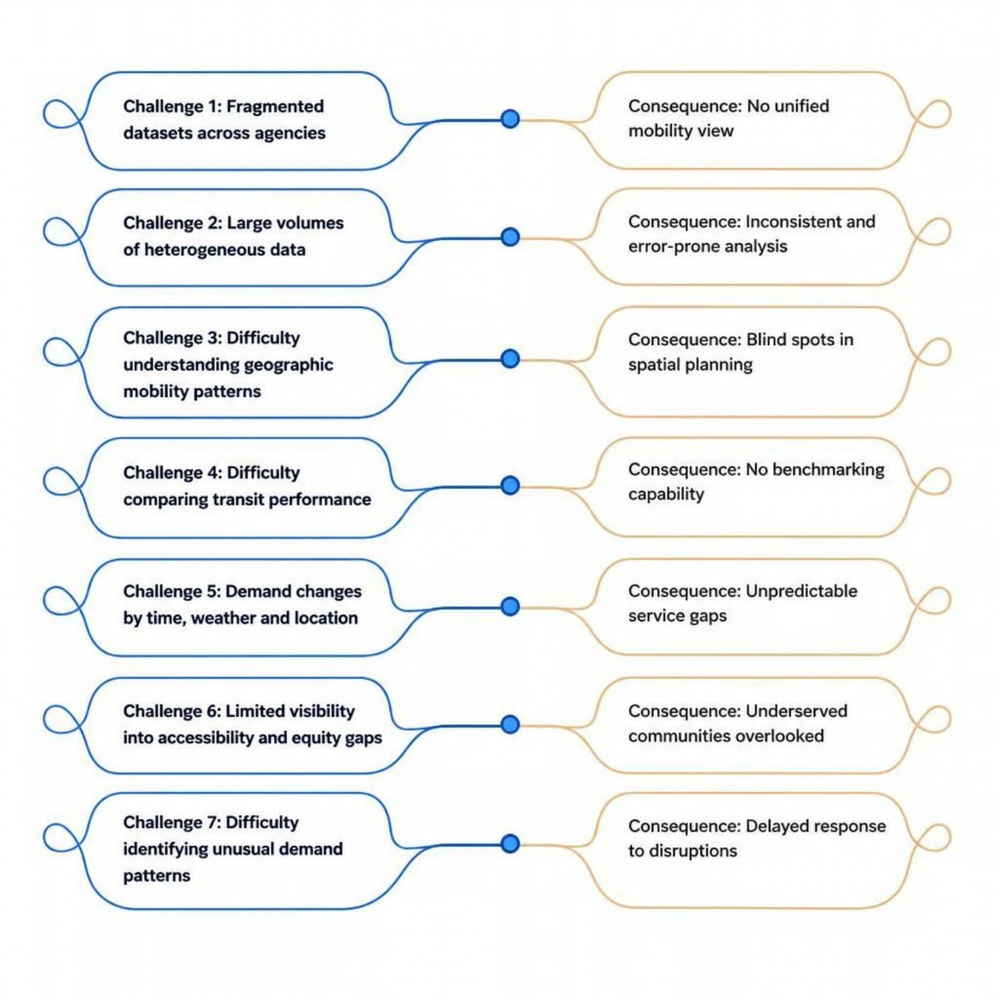 Challenge 1: Fragmented
datasets across agencies
Consequence: No unified
mobility view
Challenge 2: Large volumes
of heterogeneous data
Consequence: Inconsistent and
error-prone analysis
Challenge 3: Difficulty
understanding geographic
mobility patterns
Consequence: Blind spots in
spatial planning
Challenge 4: Difficulty
comparing transit performance
Consequence: No benchmarking
capability
Challenge 5: Demand changes
by time, weather and location
Consequence: Unpredictable
service gaps
Challenge 6: Limited visibility
into accessibility and equity gaps
Consequence: Underserved
communities overlooked
Challenge 7: Difficulty
identifying unusual demand
patterns
Consequence: Delayed response
to disruptions